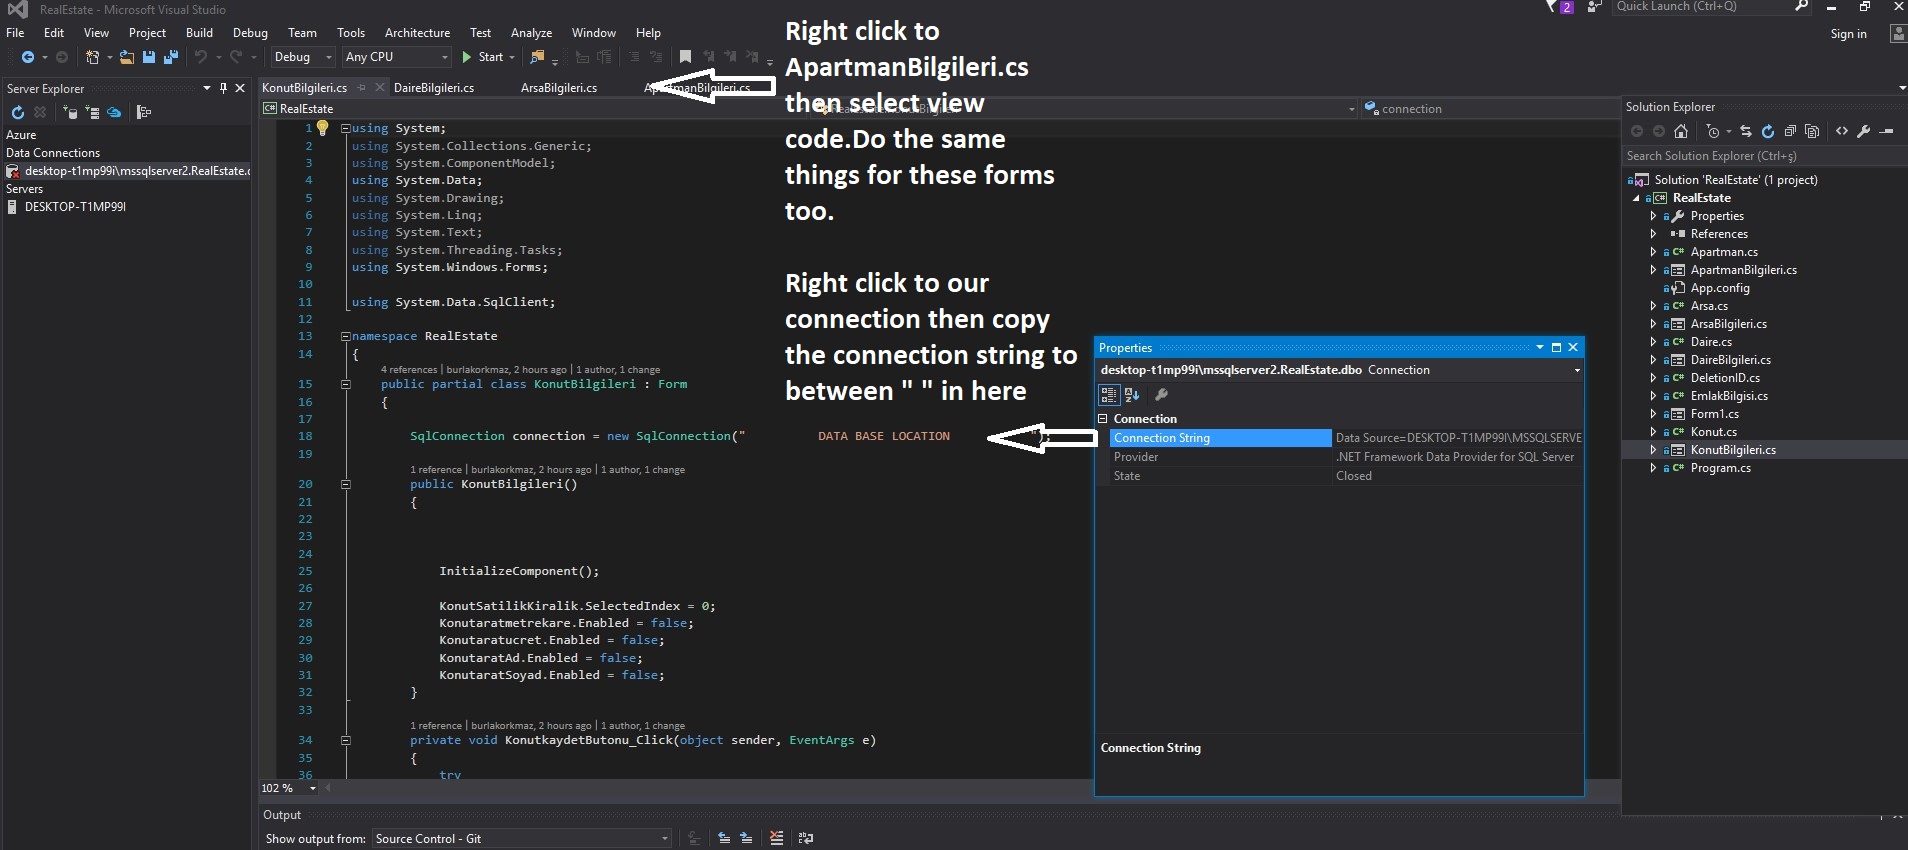 RealEstate - Microsoft Visual Studio
2
Quick Launch (Ctrl+Q)
File Edit View Project Build Debug Team Tools Architecture Test Analyze Window Help
Sign in
Debug Any CPU Start
Server Explorer
Azure
Data Connections
desktop-t1mp99i\mssqlserver2.RealEstate.
Servers
DESKTOP-T1MP99I
KonutBilgileri.cs DaireBilgileri.cs ArsaBilgileri.cs ApartmanBilgileri.cs
RealEstate
connection
Right click to
ApartmanBilgileri.cs
then select view
code.Do the same
things for these forms
too.
Right click to our
connection then copy
the connection string to
between " " in here
1 using System;
2 using System.Collections.Generic;
3 using System.ComponentModel;
4 using System.Data;
5 using System.Drawing;
6 using System.Linq;
7 using System.Text;
8 using System.Threading.Tasks;
9 using System.Windows.Forms;
10
11 using System.Data.SqlClient;
12
13 namespace RealEstate
14 {
4 references | burlakorkmaz, 2 hours ago | 1 author, 1 change
15 public partial class KonutBilgileri : Form
16 {
17
18 SqlConnection connection = new SqlConnection(" DATA BASE LOCATION ");
19
1 reference | burlakorkmaz, 2 hours ago | 1 author, 1 change
20 public KonutBilgileri()
21 {
22
23
24
25 InitializeComponent();
26
27 KonutSatilikKiralik.SelectedIndex = 0;
28 Konutaratmetrekare.Enabled = false;
29 Konutaratucret.Enabled = false;
30 KonutaratAd.Enabled = false;
31 KonutaratSoyad.Enabled = false;
32 }
33
1 reference | burlakorkmaz, 2 hours ago | 1 author, 1 change
34 private void KonutkaydetButonu_Click(object sender, EventArgs e)
35 {
36 try
102 %
Output
Show output from: Source Control - Git
Properties
desktop-t1mp99i\mssqlserver2.RealEstate.dbo Connection
Connection
Connection String Data Source=DESKTOP-T1MP99I\MSSQLSERVE
Provider .NET Framework Data Provider for SQL Server
State Closed
Connection String
Solution Explorer
Search Solution Explorer (Ctrl+ş)
Solution 'RealEstate' (1 project)
C# RealEstate
Properties
References
C# Apartman.cs
ApartmanBilgileri.cs
App.config
C# Arsa.cs
ArsaBilgileri.cs
C# Daire.cs
DaireBilgileri.cs
C# DeletionID.cs
C# EmlakBilgisi.cs
Form1.cs
C# Konut.cs
KonutBilgileri.cs
C# Program.cs